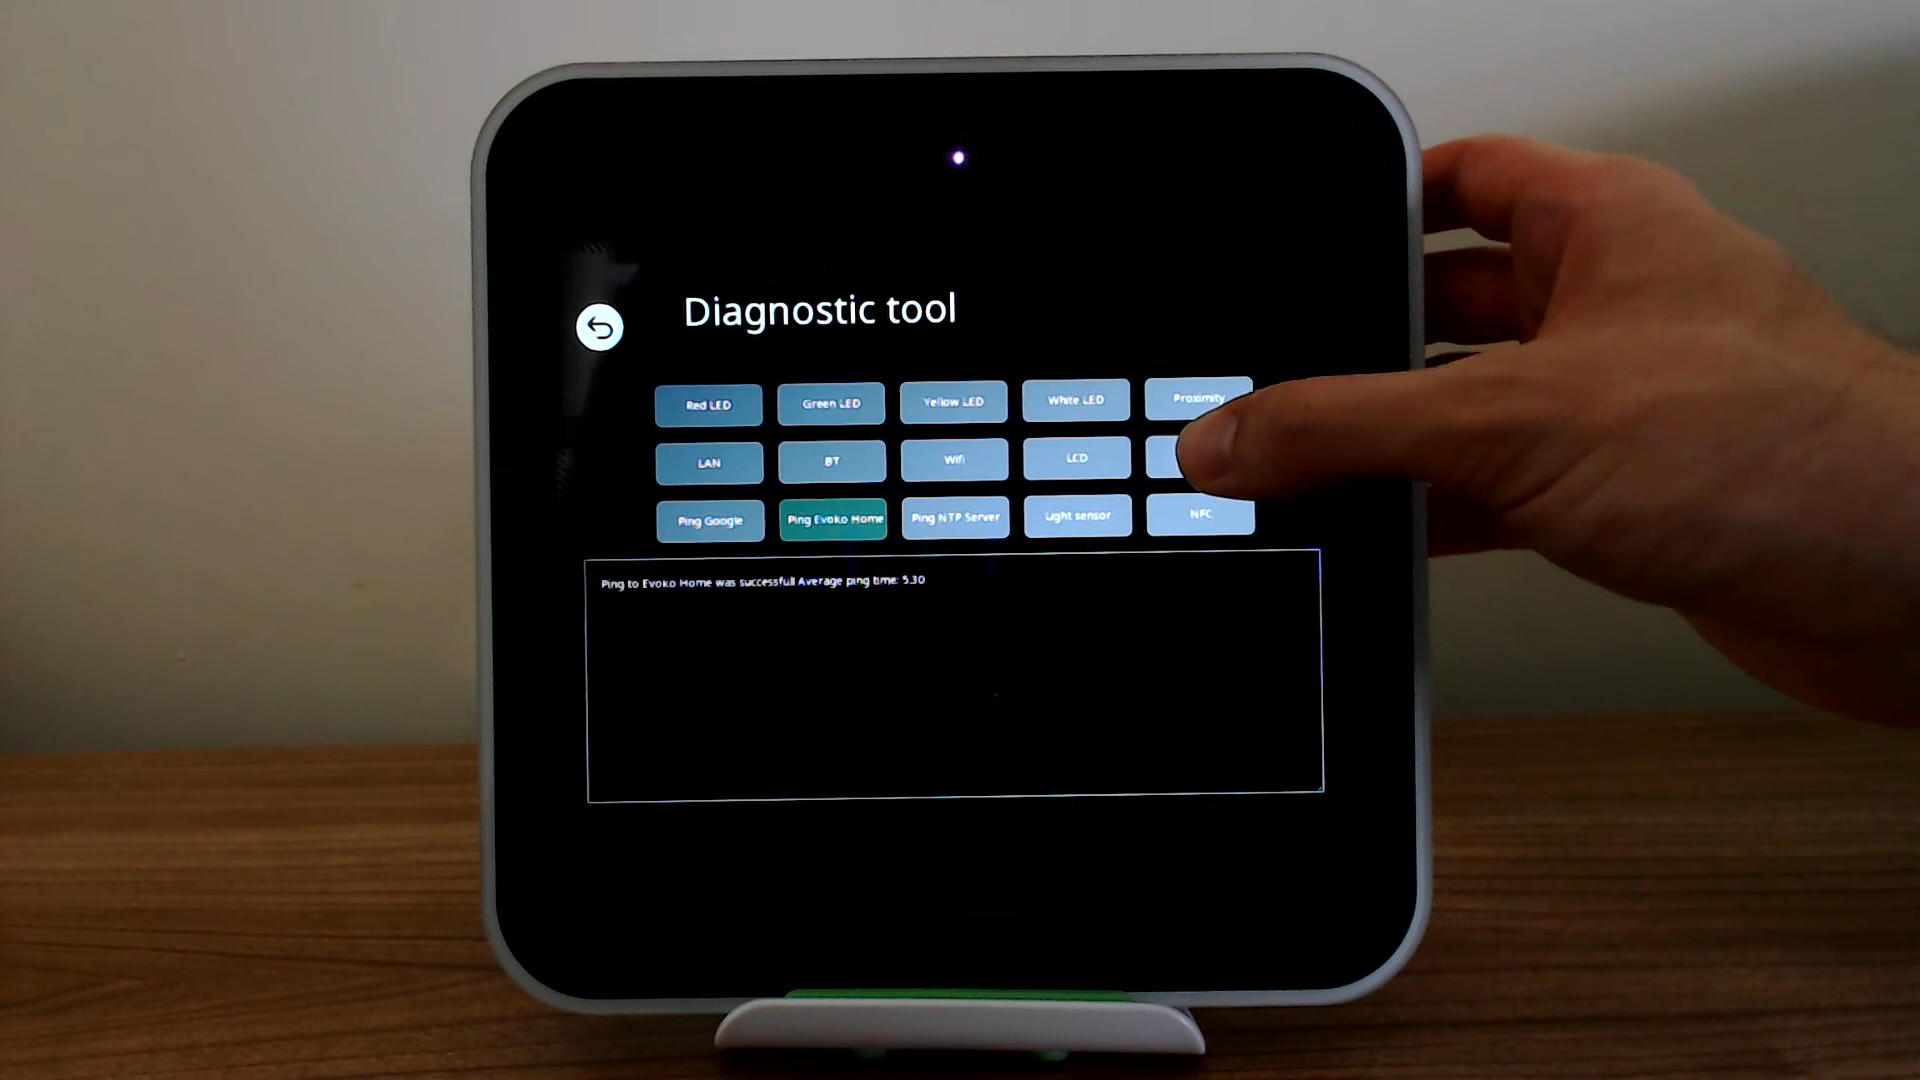 Diagnostic tool
Red LED Green LED Yellow LED White LED Proximity
LAN BT Wifi LCD
Ping Google Ping Evoko Home Ping NTP Server Light sensor NFC
Ping to Evoko Home was successful! Average ping time: 5.30